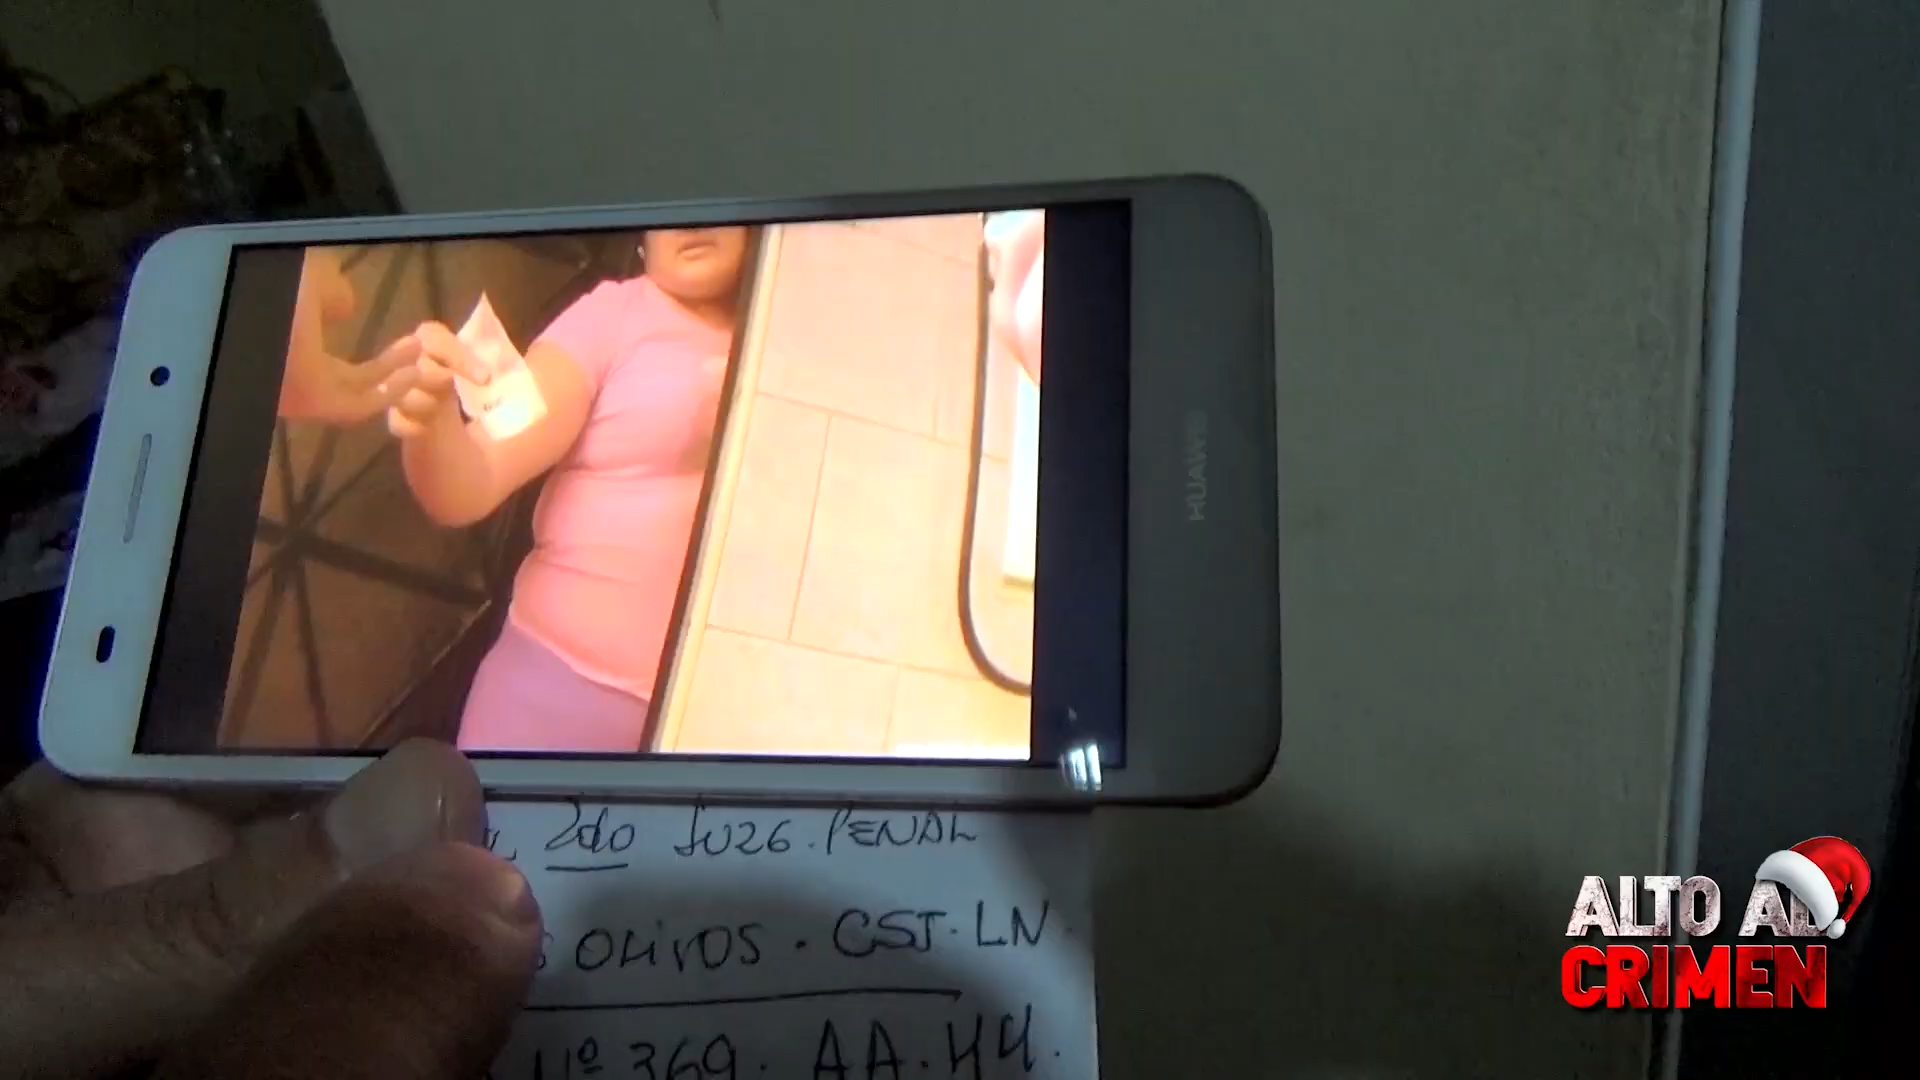 HUAWEI
2do JUZG. PENAL
OLIVOS. CSJ. LN.
Nº 369. AA. HH.
ALTO AL
CRIMEN